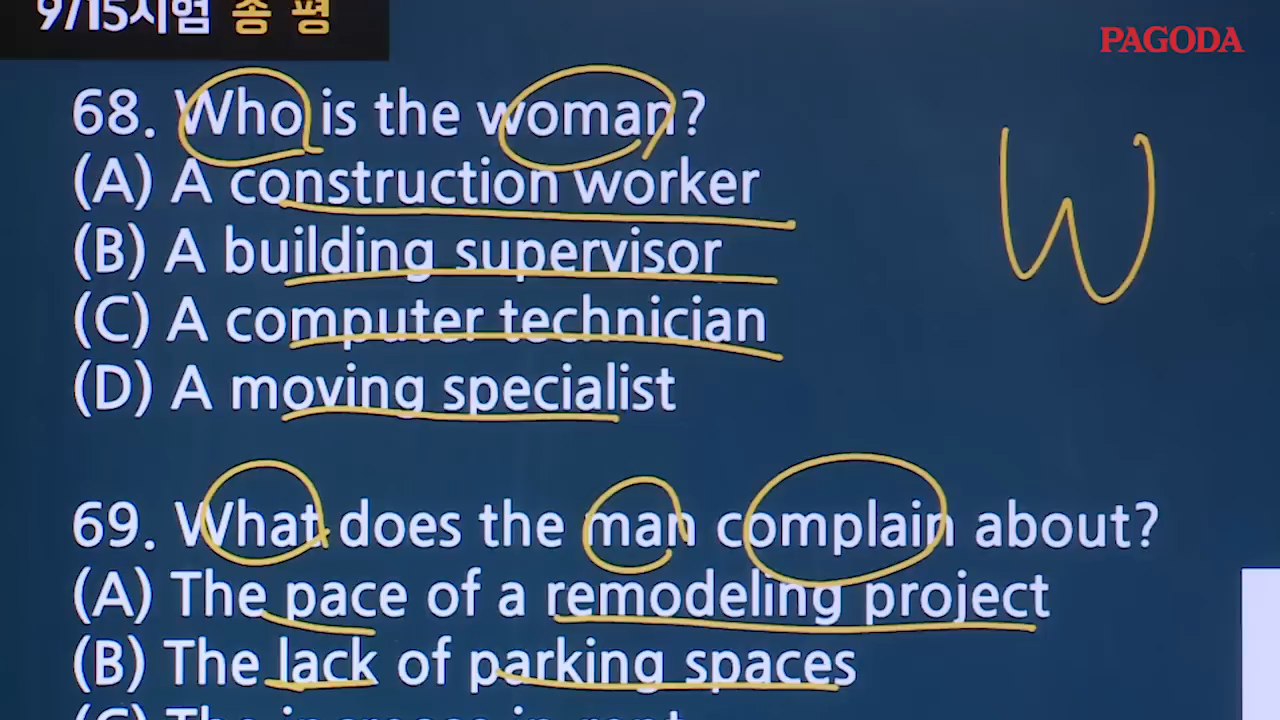 9/15시험 총 평
PAGODA
68. Who is the woman?
(A) A construction worker
(B) A building supervisor
(C) A computer technician
(D) A moving specialist
W
69. What does the man complain about?
(A) The pace of a remodeling project
(B) The lack of parking spaces
(C) The increase in rent